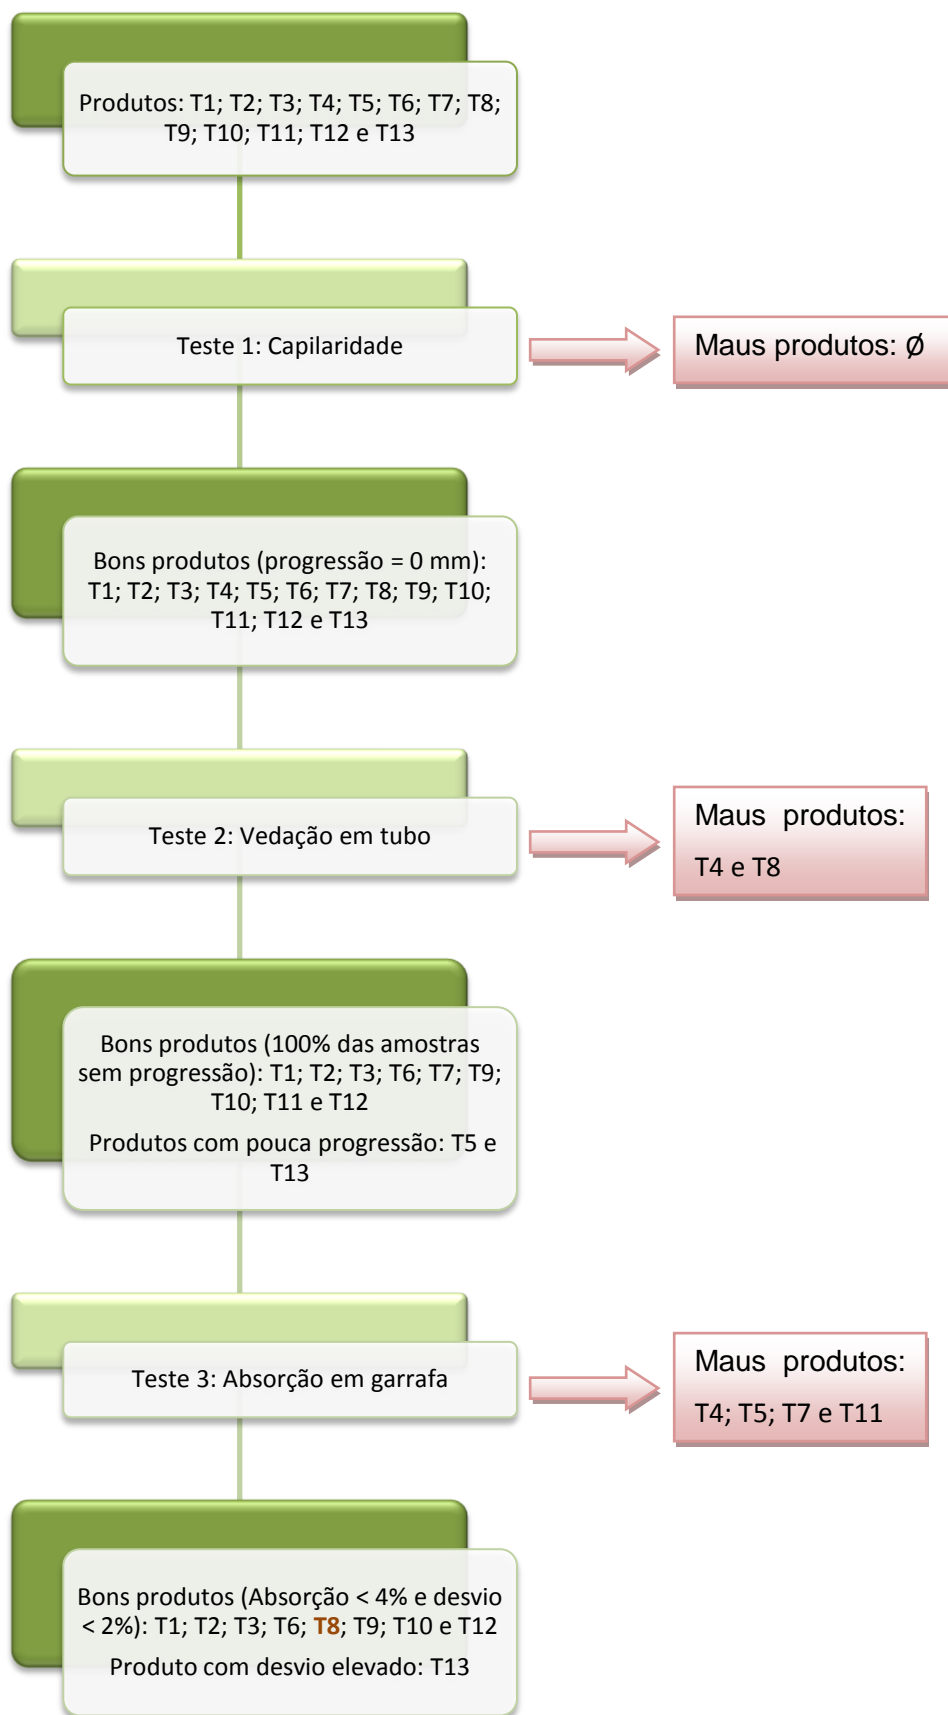 Produtos: T1; T2; T3; T4; T5; T6; T7; T8;
T9; T10; T11; T12 e T13
Teste 1: Capilaridade
Maus produtos: Ø
Bons produtos (progressão = 0 mm):
T1; T2; T3; T4; T5; T6; T7; T8; T9; T10;
T11; T12 e T13
Teste 2: Vedação em tubo
Maus produtos:
T4 e T8
Bons produtos (100% das amostras
sem progressão): T1; T2; T3; T6; T7; T9;
T10; T11 e T12
Produtos com pouca progressão: T5 e
T13
Teste 3: Absorção em garrafa
Maus produtos:
T4; T5; T7 e T11
Bons produtos (Absorção < 4% e desvio
< 2%): T1; T2; T3; T6; T8; T9; T10 e T12
Produto com desvio elevado: T13